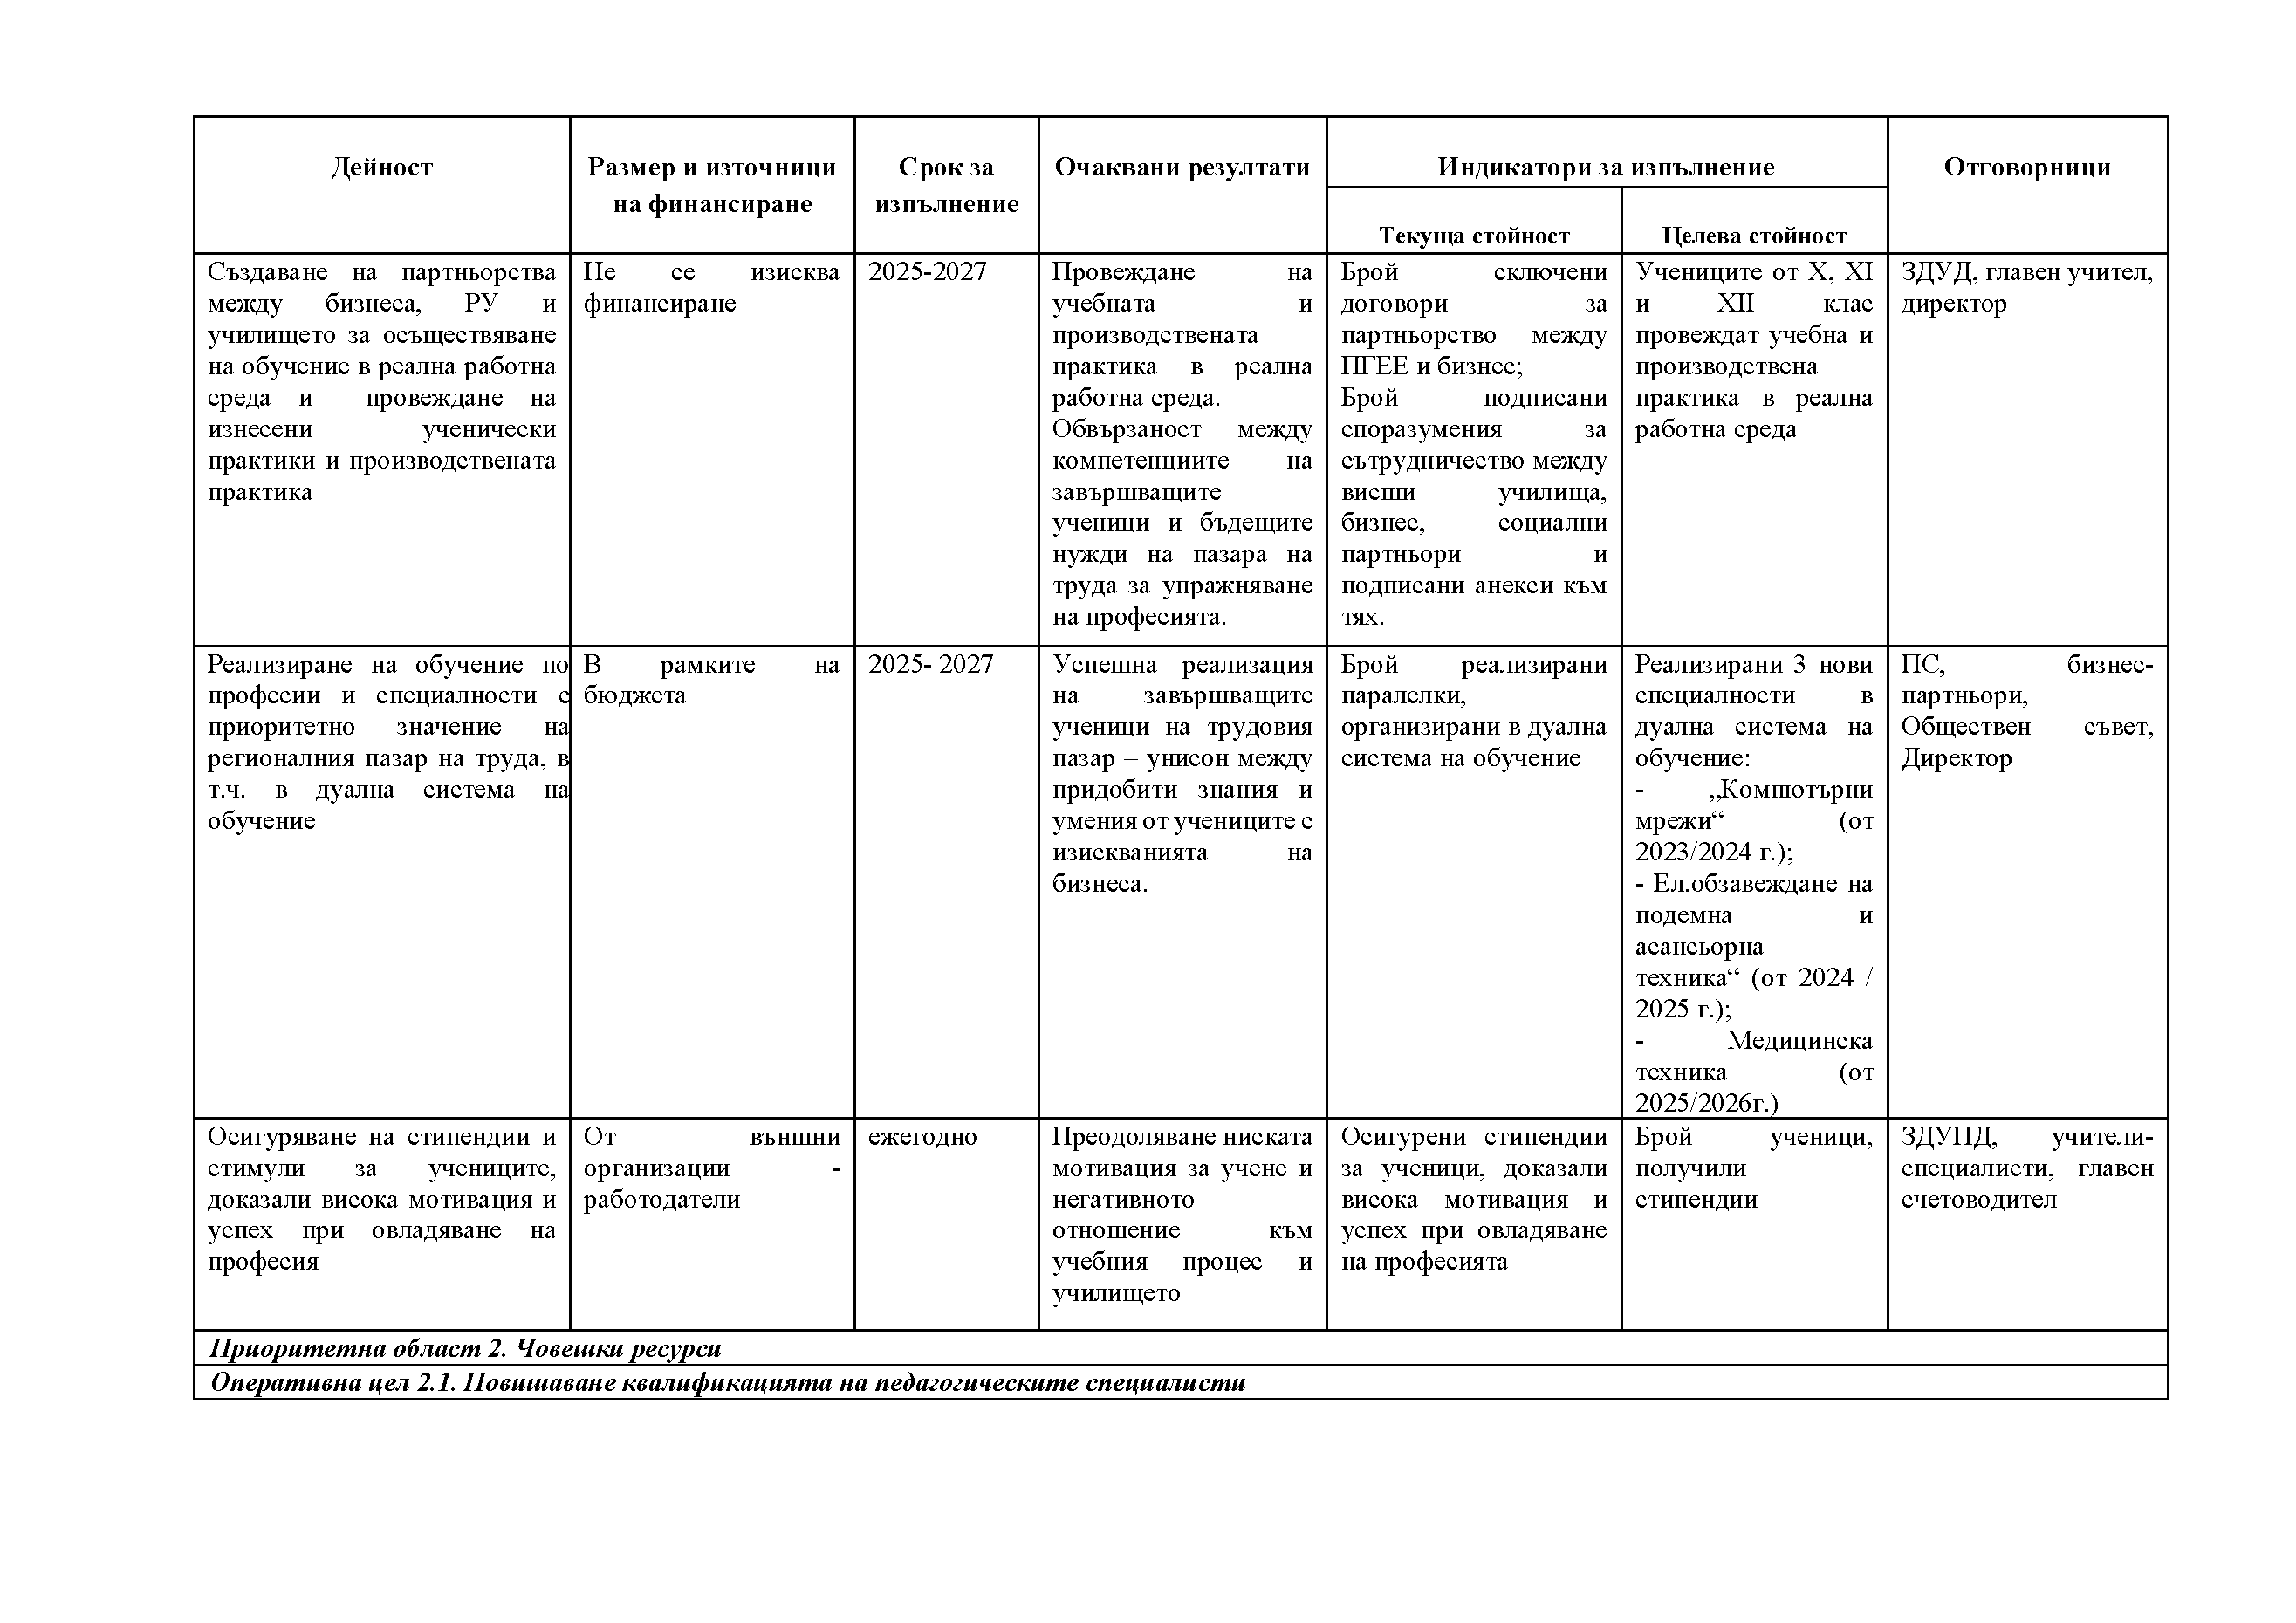 Дейност
Размер и източници
на финансиране
Срок за
изпълнение
Очаквани резултати
Индикатори за изпълнение
Отговорници
Текуща стойност
Целева стойност
Създаване на партньорства
между бизнеса, РУ и
училището за осъществяване
на обучение в реална работна
среда и провеждане на
изнесени ученически
практики и производствената
практика
Не се изисква
финансиране
2025-2027
Провеждане на
учебната и
производствената
практика в реална
работна среда.
Обвързаност между
компетенциите на
завършващите
ученици и бъдещите
нужди на пазара на
труда за упражняване
на професията.
Брой сключени
договори за
партньорство между
ПГЕЕ и бизнес;
Брой подписани
споразумения за
сътрудничество между
висши училища,
бизнес, социални
партньори и
подписани анекси към
тях.
Учениците от X, XI
и XII клас
провеждат учебна и
производствена
практика в реална
работна среда
ЗДУД, главен учител,
директор
Реализиране на обучение по
професии и специалности с
приоритетно значение на
регионалния пазар на труда, в
т.ч. в дуална система на
обучение
В рамките на
бюджета
2025- 2027
Успешна реализация
на завършващите
ученици на трудовия
пазар – унисон между
придобити знания и
умения от учениците с
изискванията на
бизнеса.
Брой реализирани
паралелки,
организирани в дуална
система на обучение
Реализирани 3 нови
специалности в
дуална система на
обучение:
- „Компютърни
мрежи“ (от
2023/2024 г.);
- Ел.обзавеждане на
подемна и
асансьорна
техника“ (от 2024 /
2025 г.);
- Медицинска
техника (от
2025/2026г.)
ПС, бизнес-
партньори,
Обществен съвет,
Директор
Осигуряване на стипендии и
стимули за учениците,
доказали висока мотивация и
успех при овладяване на
професия
От външни
организации -
работодатели
ежегодно
Преодоляване ниската
мотивация за учене и
негативното
отношение към
учебния процес и
училището
Осигурени стипендии
за ученици, доказали
висока мотивация и
успех при овладяване
на професията
Брой ученици,
получили
стипендии
ЗДУПД, учители-
специалисти, главен
счетоводител
Приоритетна област 2. Човешки ресурси
Оперативна цел 2.1. Повишаване квалификацията на педагогическите специалисти